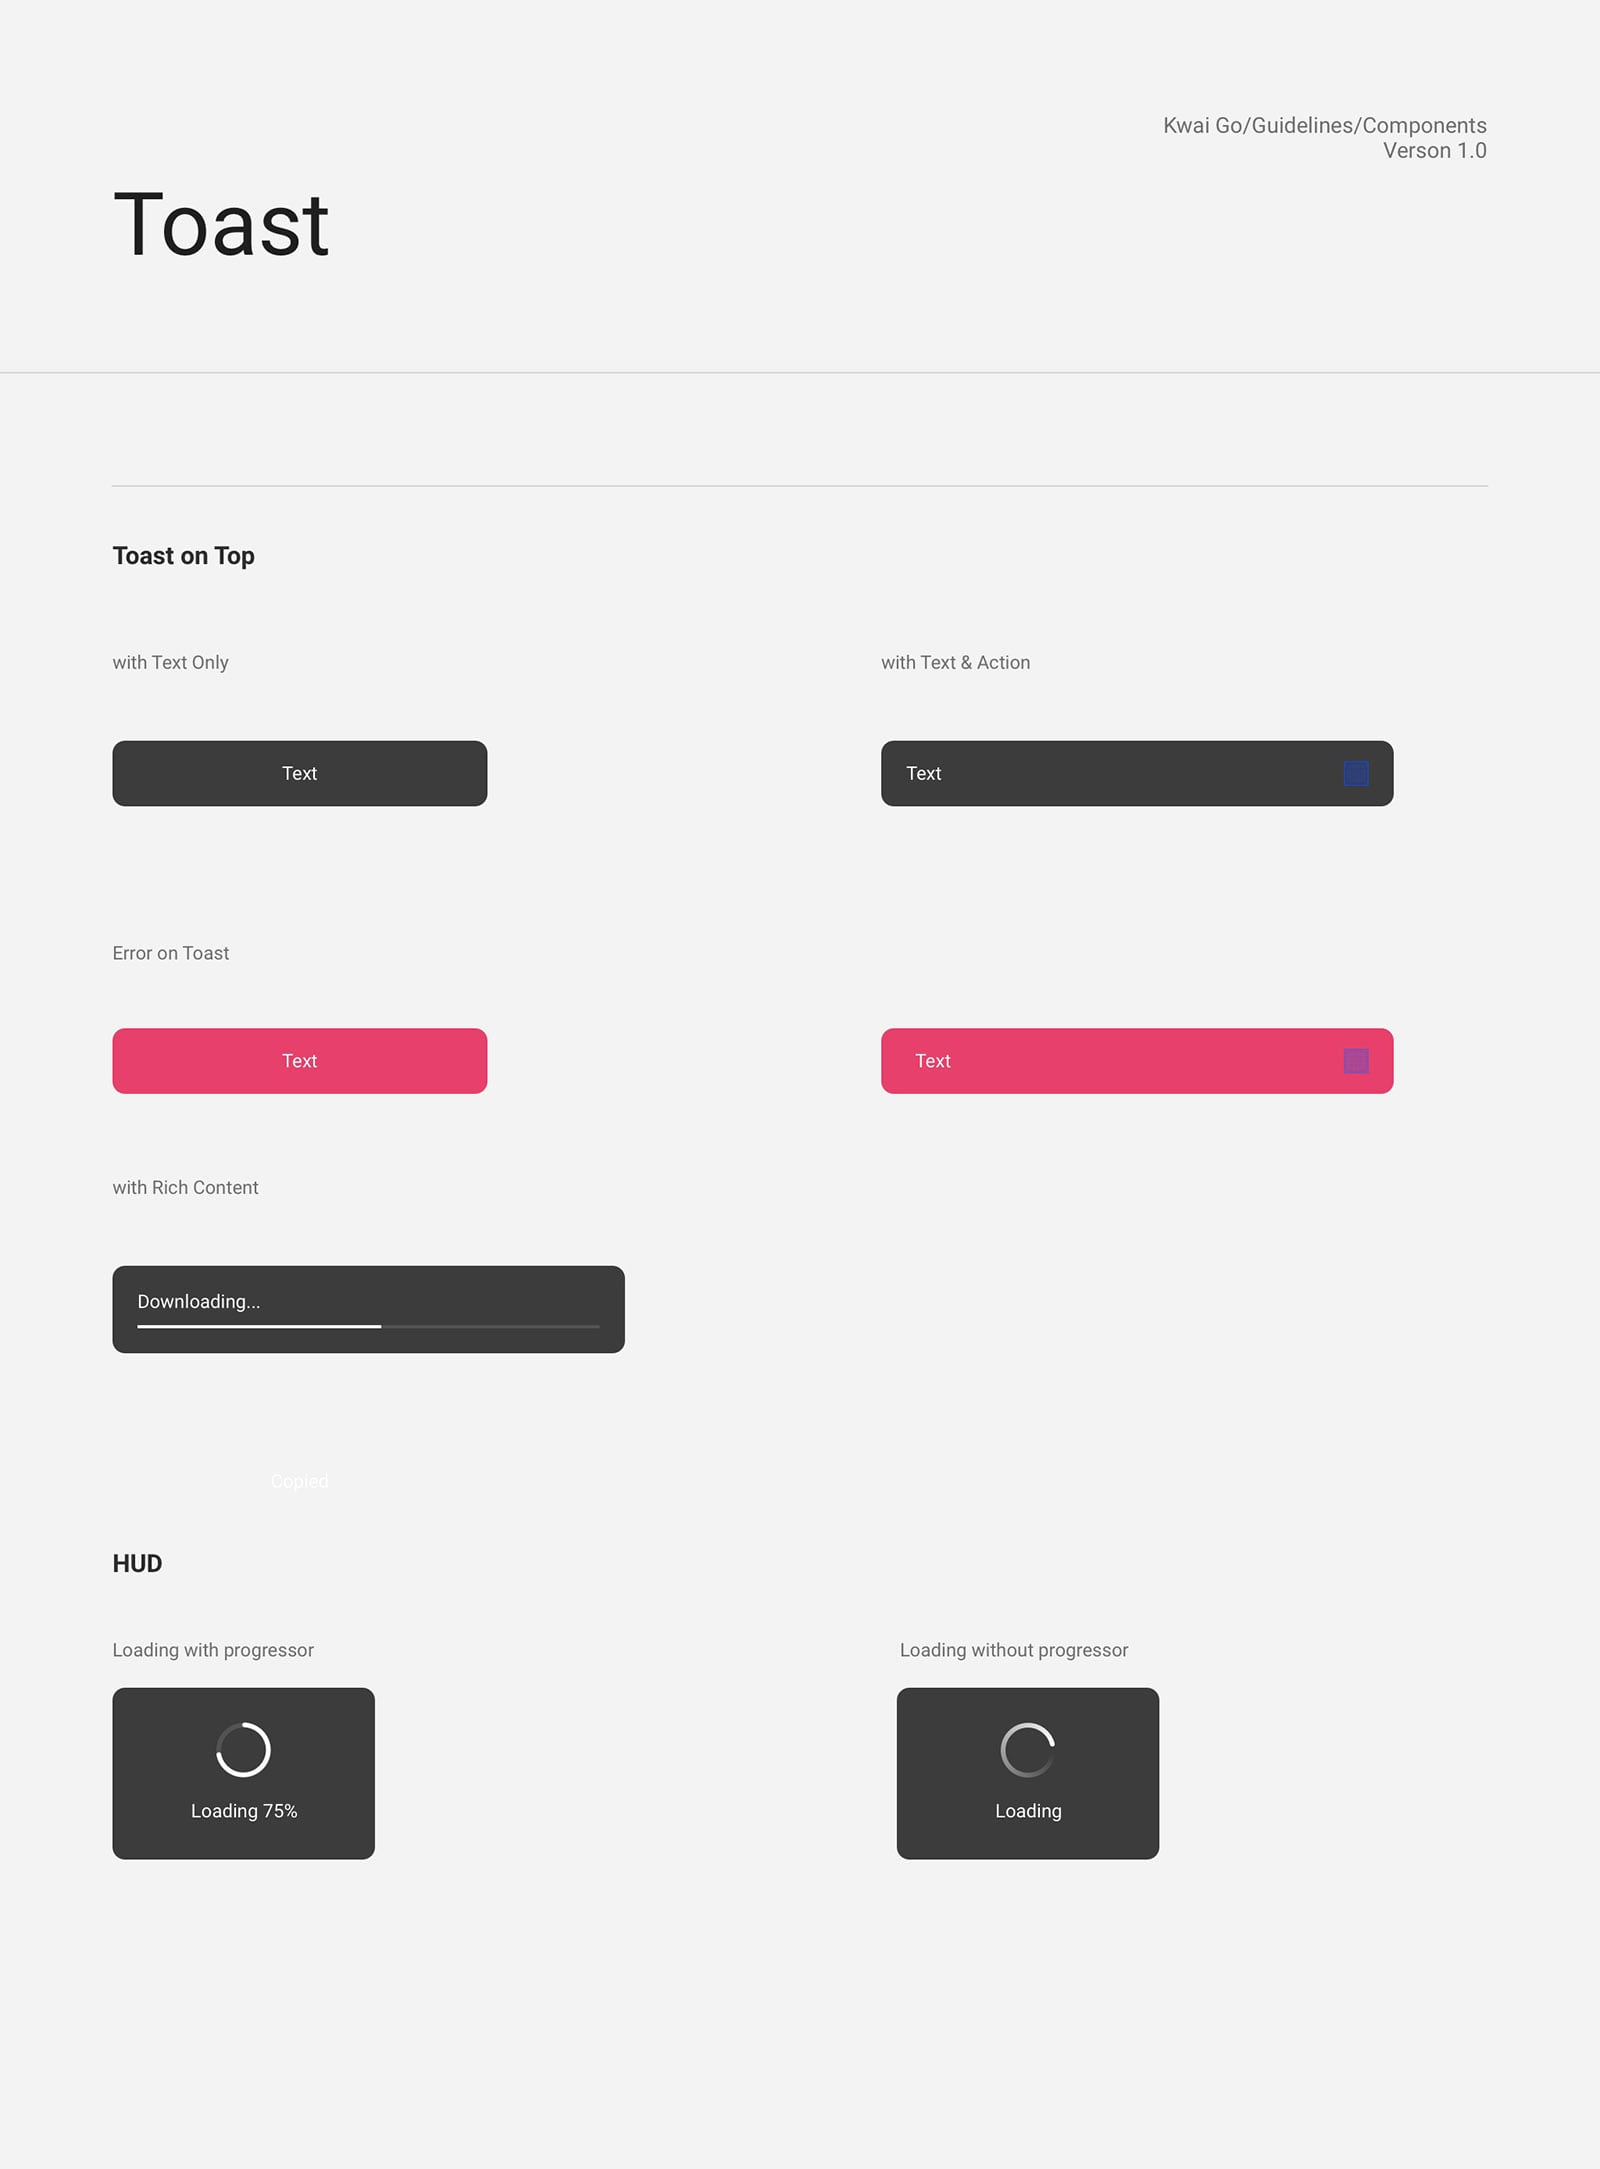 Kwai Go/Guidelines/Components
Verson 1.0
Toast
Toast on Top
with Text Only
with Text & Action
Text
Text
Error on Toast
Text
Text
with Rich Content
Downloading...
Copied
HUD
Loading with progressor
Loading without progressor
Loading 75%
Loading